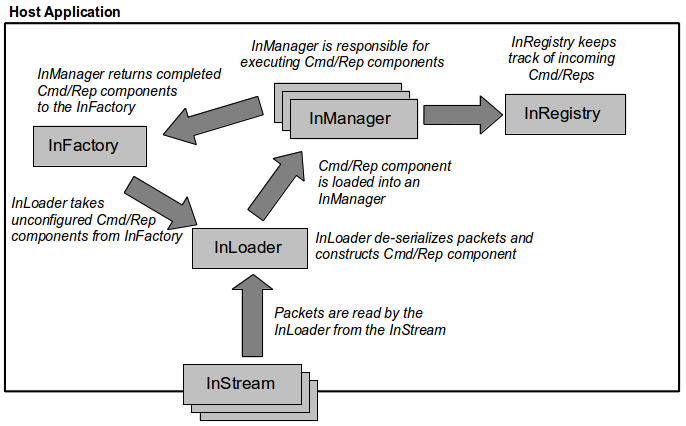 Host Application
InManager is responsible for
executing Cmd/Rep components
InRegistry keeps
track of incoming
Cmd/Reps
InManager returns completed
Cmd/Rep components
to the InFactory
InManager
InRegistry
InFactory
Cmd/Rep component
is loaded into an
InManager
InLoader takes
unconfigured Cmd/Rep
components from InFactory
InLoader
InLoader de-serializes packets and
constructs Cmd/Rep component
Packets are read by the
InLoader from the InStream
InStream